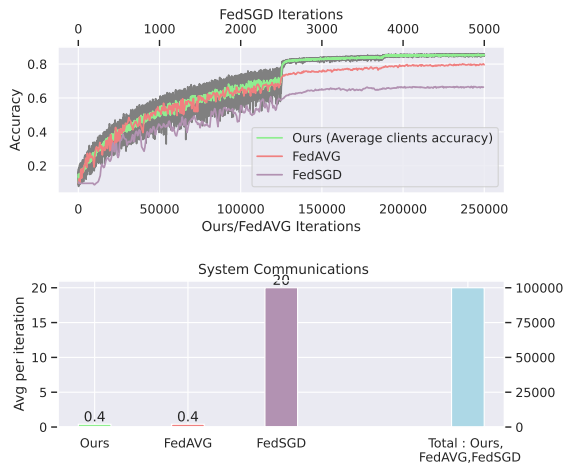 FedSGD Iterations
0 1000 2000 3000 4000 5000
0.8
0.6
0.4
0.2
Accuracy
Ours (Average clients accuracy)
FedAVG
FedSGD
0 50000 100000 150000 200000 250000
Ours/FedAVG Iterations
System Communications
20
20 100000
15 75000
10 50000
5 25000
0 0
Avg per iteration
0.4 0.4
Ours FedAVG FedSGD Total : Ours,
FedAVG,FedSGD